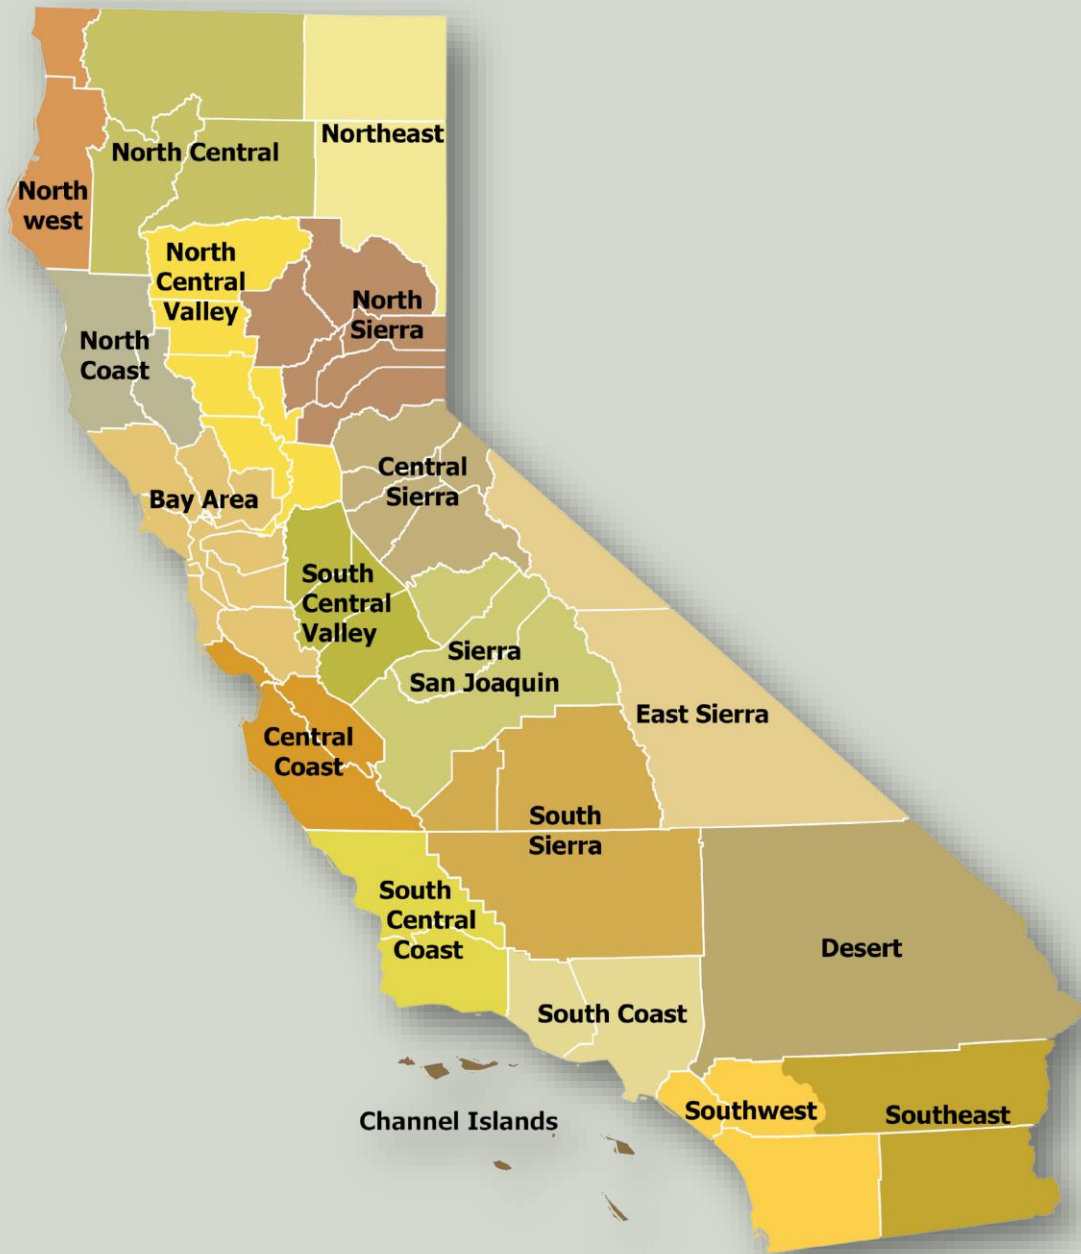 Northeast
North Central
North
west
North
Central
Valley
North
Sierra
North
Coast
Central
Sierra
Bay Area
South
Central
Valley
Sierra
San Joaquin
East Sierra
Central
Coast
South
Sierra
South
Central
Coast
Desert
South Coast
Channel Islands
Southwest
Southeast